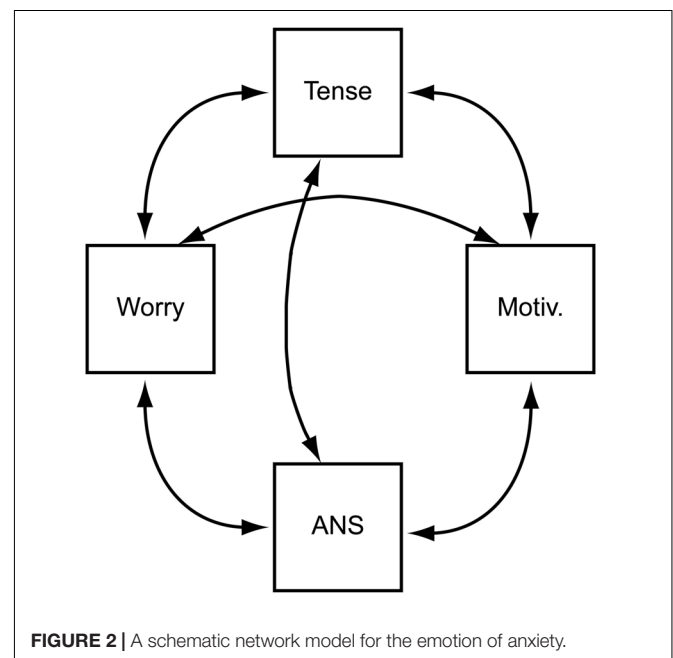 Tense
Worry
Motiv.
ANS
FIGURE 2 | A schematic network model for the emotion of anxiety.